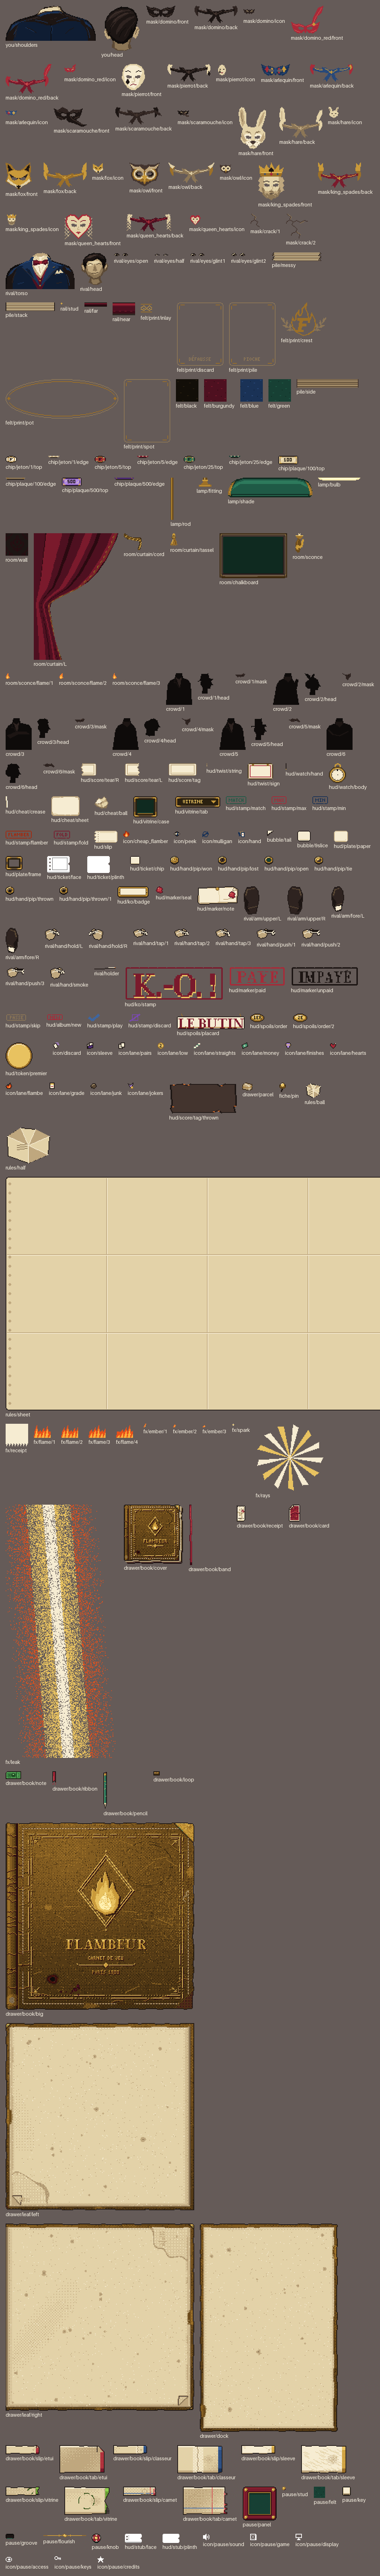 you/shoulders
you/head
mask/domino/front
mask/domino/back
mask/domino/icon
mask/domino_red/front
mask/domino_red/back
mask/domino_red/icon
mask/pierrot/front
mask/pierrot/back
mask/pierrot/icon
mask/arlequin/front
mask/arlequin/back
mask/arlequin/icon
mask/scaramouche/front
mask/scaramouche/back
mask/scaramouche/icon
mask/hare/front
mask/hare/back
mask/hare/icon
mask/fox/front
mask/fox/back
mask/fox/icon
mask/owl/front
mask/owl/back
mask/owl/icon
mask/king_spades/front
mask/king_spades/back
mask/king_spades/icon
mask/queen_hearts/front
mask/queen_hearts/back
mask/queen_hearts/icon
mask/crack/1
mask/crack/2
rival/torso
rival/head
rival/eyes/open
rival/eyes/half
rival/eyes/glint1
rival/eyes/glint2
pile/messy
pile/stack
rail/stud
rail/far
rail/near
felt/print/inlay
felt/print/discard
felt/print/pile
felt/print/crest
felt/print/pot
felt/print/spot
felt/black
felt/burgundy
felt/blue
felt/green
pile/side
chip/jeton/1/top
chip/jeton/1/edge
chip/jeton/5/top
chip/jeton/5/edge
chip/jeton/25/top
chip/jeton/25/edge
100
chip/plaque/100/top
chip/plaque/100/edge
500
chip/plaque/500/top
chip/plaque/500/edge
lamp/rod
lamp/fitting
lamp/shade
lamp/bulb
room/wall
room/curtain/L
room/curtain/cord
room/curtain/tassel
room/chalkboard
room/sconce
room/sconce/flame/1
room/sconce/flame/2
room/sconce/flame/3
crowd/1
crowd/1/head
crowd/1/mask
crowd/2
crowd/2/head
crowd/2/mask
crowd/3
crowd/3/head
crowd/3/mask
crowd/4
crowd/4/head
crowd/4/mask
crowd/5
crowd/5/head
crowd/5/mask
crowd/6
crowd/6/head
crowd/6/mask
hud/score/tear/R
hud/score/tear/L
hud/score/tag
hud/twist/string
hud/twist/sign
hud/watch/hand
hud/watch/body
hud/cheat/crease
hud/cheat/sheet
hud/cheat/ball
hud/vitrine/case
VITRINE
hud/vitrine/tab
hud/stamp/match
hud/stamp/max
hud/stamp/min
hud/stamp/flamber
FOLD
hud/stamp/fold
hud/slip
icon/cheap_flamber
icon/peek
icon/mulligan
icon/hand
bubble/tail
bubble/9slice
hud/plate/paper
hud/plate/frame
hud/ticket/face
hud/ticket/plinth
hud/ticket/chip
hud/hand/pip/won
hud/hand/pip/lost
hud/hand/pip/open
hud/hand/pip/tie
hud/hand/pip/thrown
hud/hand/pip/thrown/1
hud/ko/badge
hud/marker/seal
hud/marker/note
rival/arm/upper/L
rival/arm/upper/R
rival/arm/fore/L
rival/arm/fore/R
rival/hand/hold/L
rival/hand/hold/R
rival/hand/tap/1
rival/hand/tap/2
rival/hand/tap/3
rival/hand/push/1
rival/hand/push/2
rival/hand/push/3
rival/hand/smoke
rival/holder
K.-O.!
hud/ko/stamp
PAYÉ
hud/marker/paid
IMPAYÉ
hud/marker/unpaid
hud/stamp/skip
hud/album/new
hud/stamp/play
hud/stamp/discard
LE BUTIN
hud/spoils/placard
hud/spoils/order
hud/spoils/order/2
hud/token/premier
icon/discard
icon/sleeve
icon/lane/pairs
icon/lane/low
icon/lane/straights
icon/lane/money
icon/lane/finishes
icon/lane/hearts
icon/lane/flambe
icon/lane/grade
icon/lane/junk
icon/lane/jokers
hud/score/tag/thrown
drawer/parcel
fiche/pin
rules/ball
rules/half
rules/sheet
fx/receipt
fx/flame/1
fx/flame/2
fx/flame/3
fx/flame/4
fx/ember/1
fx/ember/2
fx/ember/3
fx/spark
fx/rays
fx/leak
FLAMBEUR
drawer/book/cover
drawer/book/band
drawer/book/receipt
drawer/book/card
drawer/book/note
drawer/book/ribbon
drawer/book/pencil
drawer/book/loop
FLAMBEUR
CARNET DE JEU
drawer/book/big
drawer/leaf/left
drawer/leaf/right
drawer/dock
drawer/book/slip/etui
drawer/book/tab/etui
drawer/book/slip/classeur
drawer/book/tab/classeur
drawer/book/slip/sleeve
drawer/book/tab/sleeve
drawer/book/slip/vitrine
drawer/book/tab/vitrine
drawer/book/slip/carnet
drawer/book/tab/carnet
pause/panel
pause/stud
pause/felt
pause/key
pause/groove
pause/flourish
pause/knob
hud/stub/face
hud/stub/plinth
icon/pause/sound
icon/pause/game
icon/pause/display
icon/pause/access
icon/pause/keys
icon/pause/credits